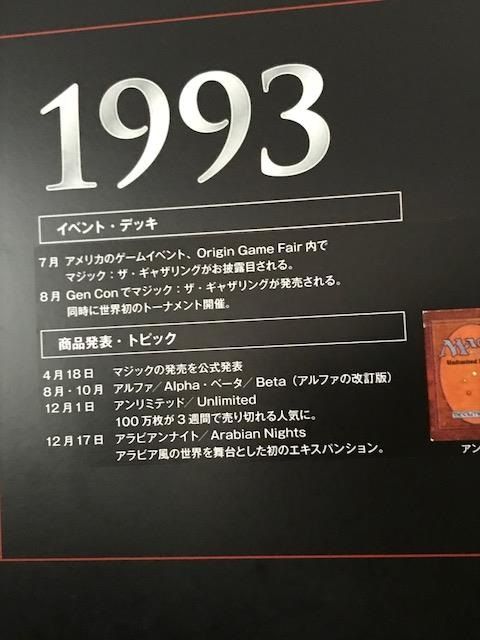 1993
イベント・デッキ
7月 アメリカのゲームイベント、Origin Game Fair 内で
マジック：ザ・ギャザリングがお披露目される。
8月 Gen Con でマジック：ザ・ギャザリングが発売される。
同時に世界初のトーナメント開催。
商品発表・トピック
4月18日 マジックの発売を公式発表
8月・10月 アルファ／Alpha・ベータ／Beta（アルファの改訂版）
12月1日 アンリミテッド／Unlimited
100万枚が3週間で売り切れる人気に。
12月17日 アラビアンナイト／Arabian Nights
アラビア風の世界を舞台とした初のエキスパンション。
Ma
Unlimited
アン